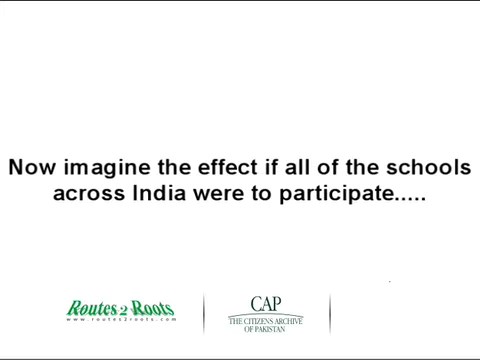 Now imagine the effect if all of the schools
across India were to participate.....
Routes 2 Roots
www.routes2roots.com
CAP
THE CITIZENS ARCHIVE
OF PAKISTAN